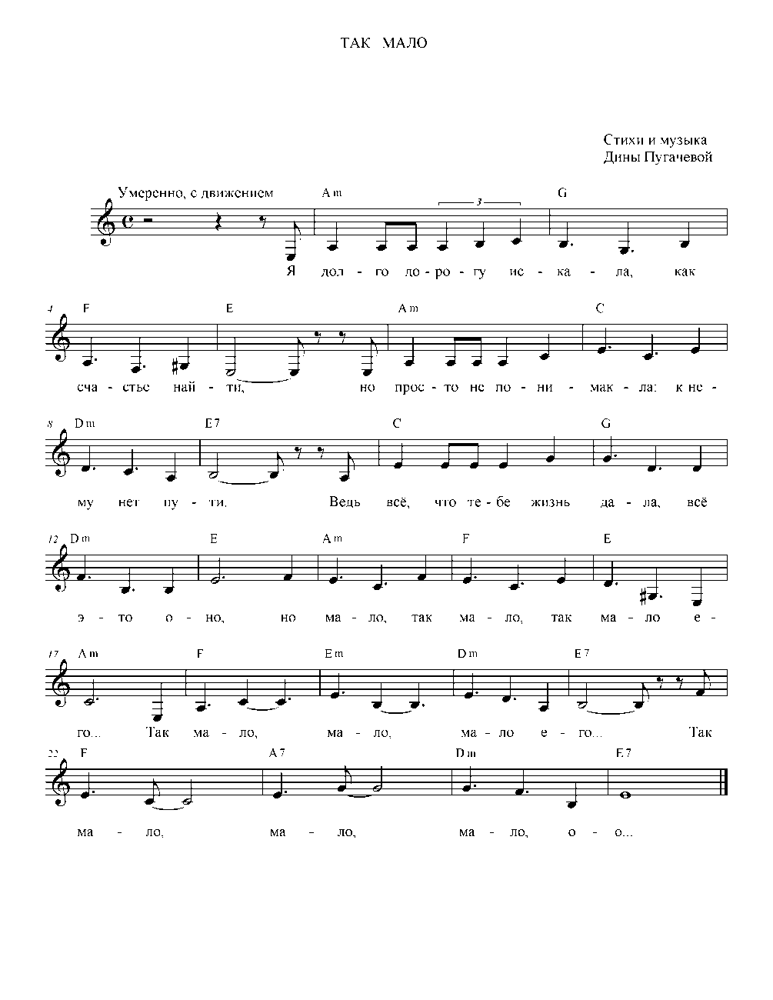 ТАК МАЛО
Стихи и музыка
Дины Пугачевой
Умеренно, с движением Am 3 G
Я дол - го до - ро - гу ис - ка - ла, как
4 F E Am C
сча - стье най - ти, но прос - то не по - ни - мак - ла: к не -
8 Dm E7 C G
му нет пу - ти. Ведь всё, что те - бе жизнь да - ла, всё
12 Dm E Am F E
э - то о - но, но ма - ло, так ма - ло, так ма - ло е -
17 Am F Em Dm E7
го... Так ма - ло, ма - ло, ма - ло е - го... Так
22 F A7 Dm E7
ма - ло, ма - ло, ма - ло, о - о...